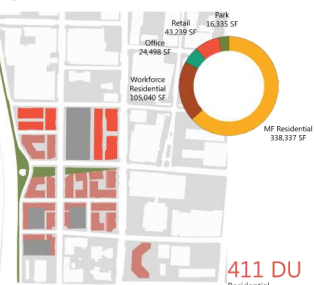 Park
16,335 SF
Retail
43,239 SF
Office
24,498 SF
Workforce
Residential
105,040 SF
MF Residential
338,337 SF
411 DU
Residential